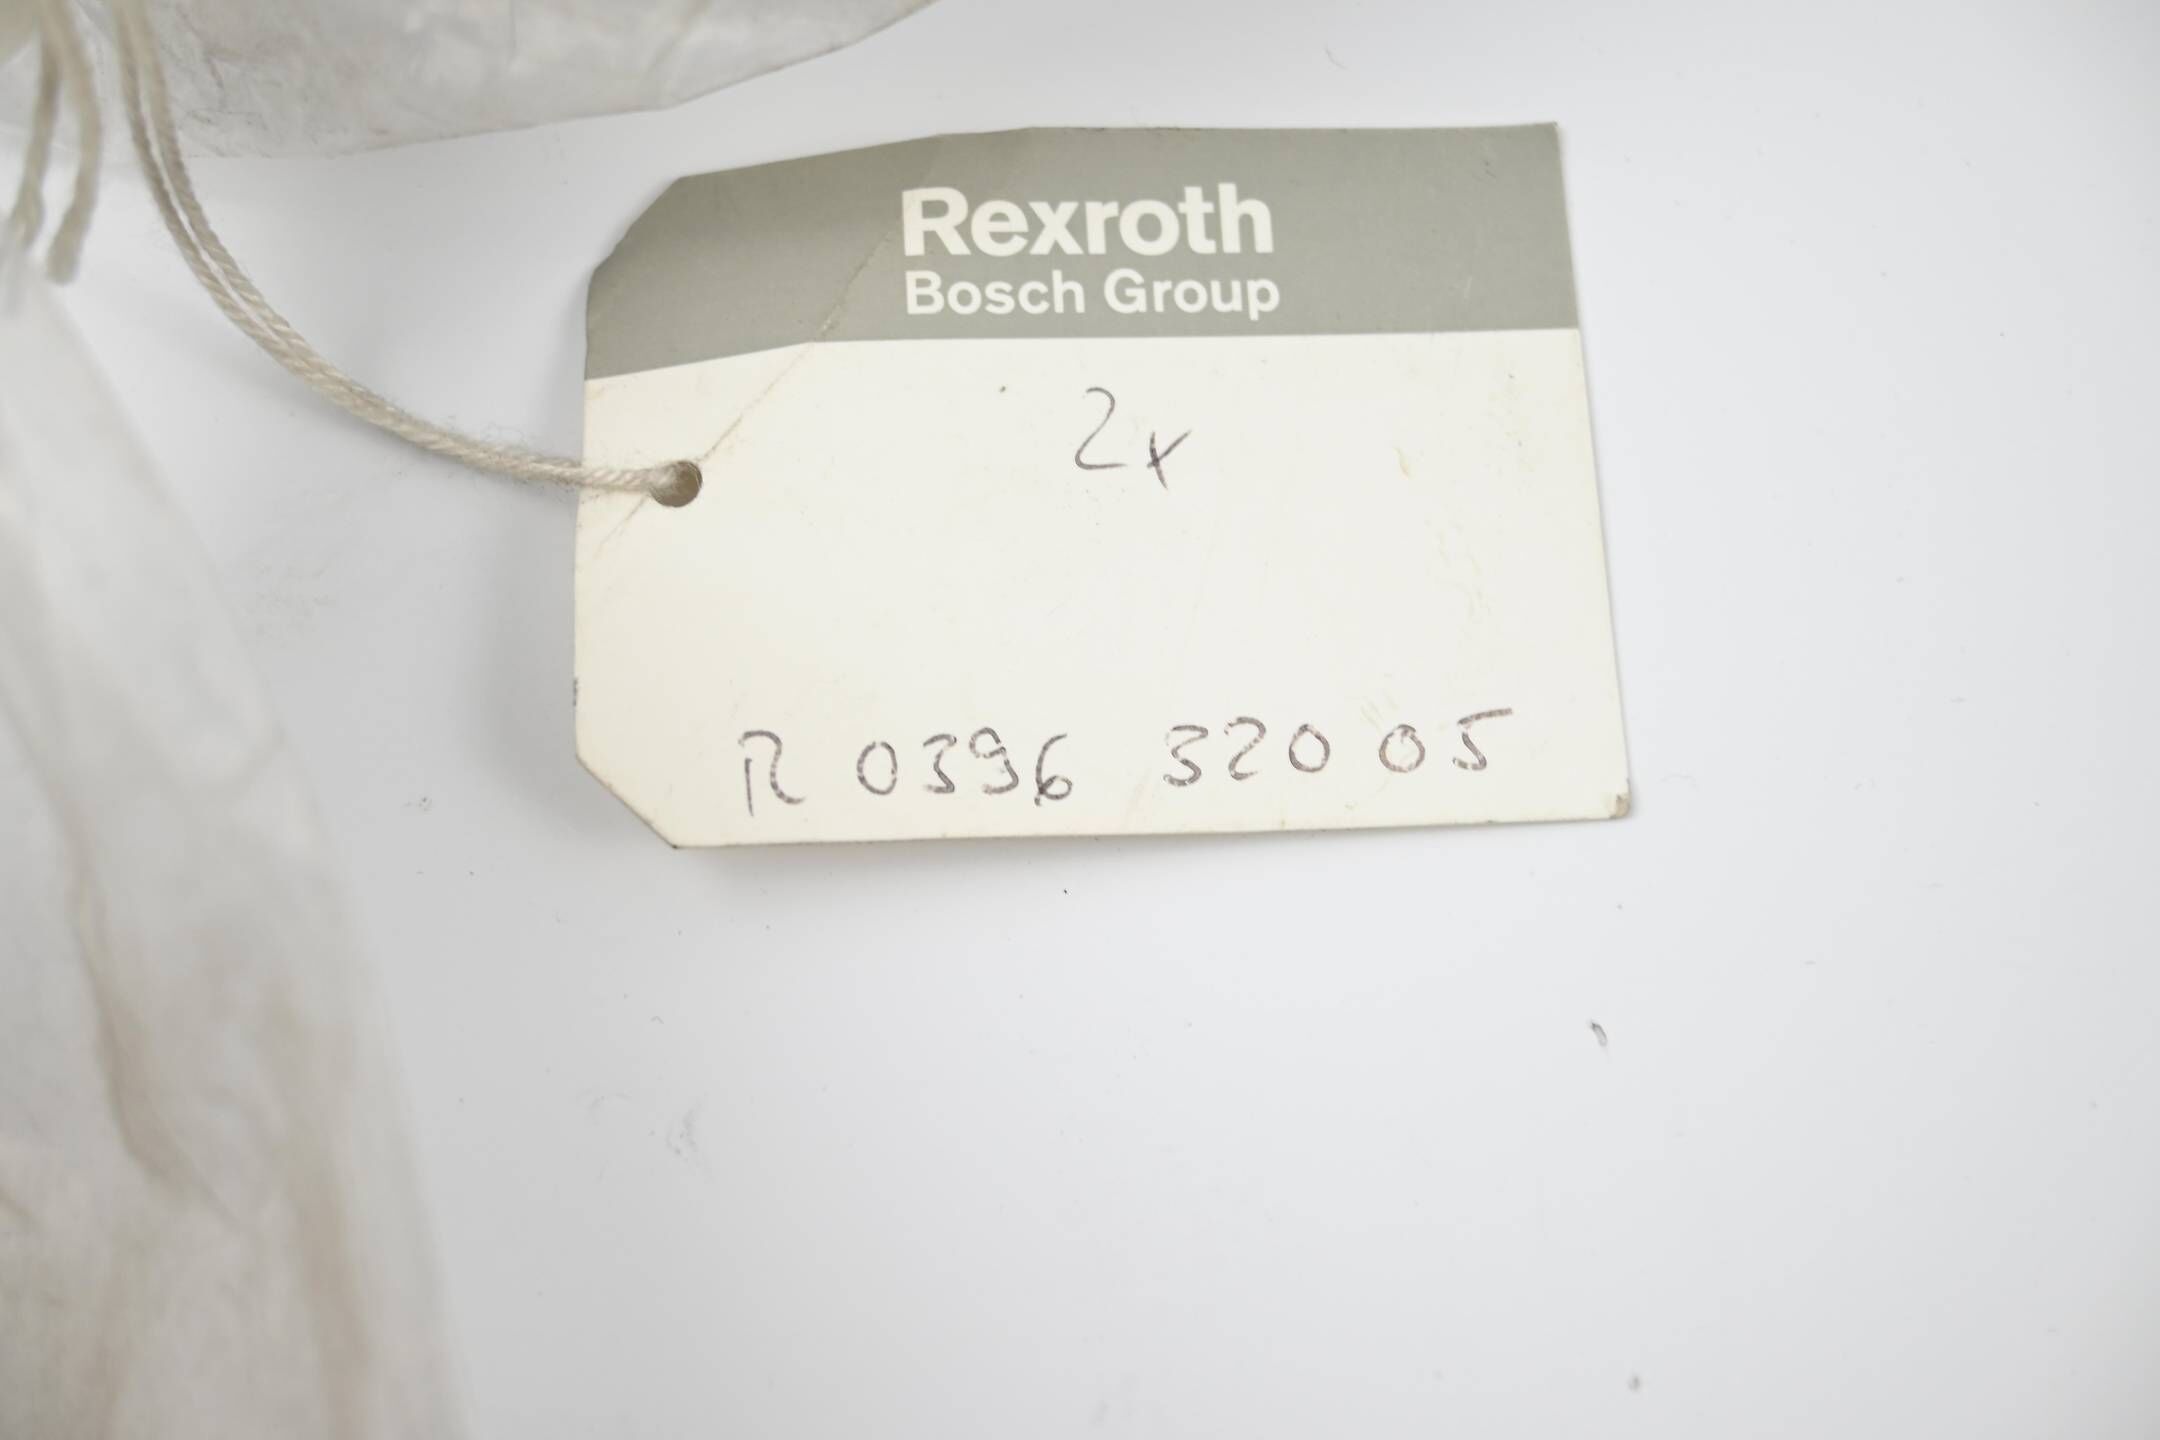 Rexroth
Bosch Group
2x
R 0396 320 05